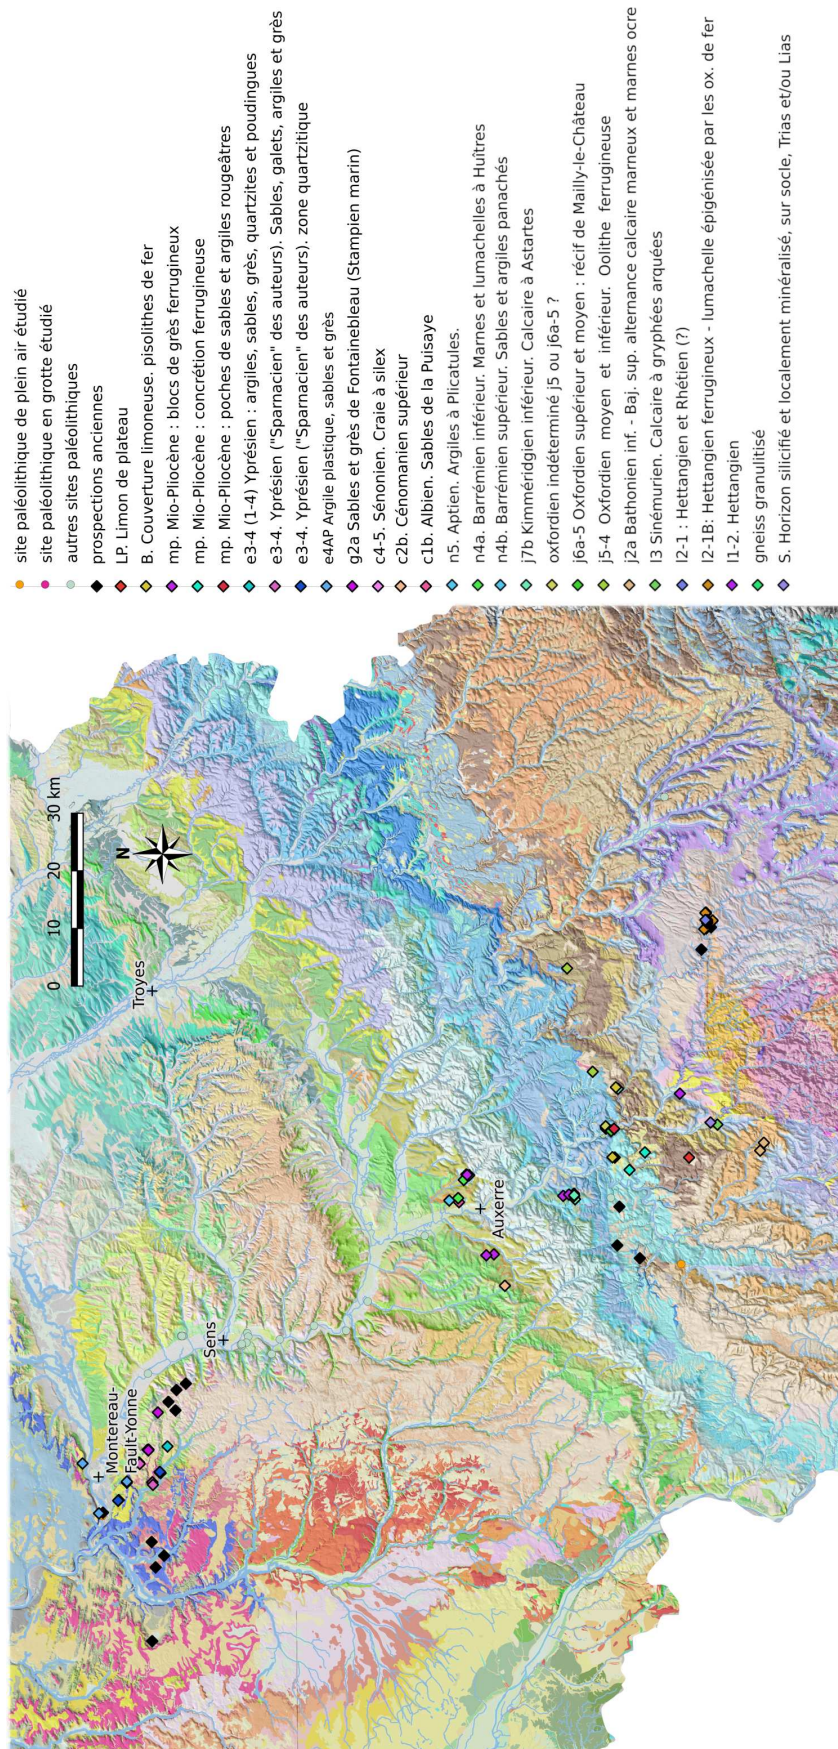 site paléolithique de plein air étudié
site paléolithique en grotte étudié
autres sites paléolithiques
prospections anciennes
LP. Limon de plateau
B. Couverture limoneuse. pisolithes de fer
mp. Mio-Pliocène : blocs de grès ferrugineux
mp. Mio-Pliocène : concrétion ferrugineuse
mp. Mio-Pliocène : poches de sables et argiles rougeâtres
e3-4 (1-4) Yprésien : argiles, sables, grès, quartzites et poudingues
e3-4. Yprésien ("Sparnacien" des auteurs). Sables, galets, argiles et grès
e3-4. Yprésien ("Sparnacien" des auteurs). zone quartzitique
e4AP Argile plastique, sables et grès
g2a Sables et grès de Fontainebleau (Stampien marin)
c4-5. Sénonien. Craie à silex
c2b. Cénomanien supérieur
c1b. Albien. Sables de la Puisaye
n5. Aptien. Argiles à Plicatules.
n4a. Barrémien inférieur. Marnes et lumachelles à Huîtres
n4b. Barrémien supérieur. Sables et argiles panachés
j7b Kimméridgien inférieur. Calcaire à Astartes
oxfordien indéterminé j5 ou j6a-5 ?
j6a-5 Oxfordien supérieur et moyen : récif de Mailly-le-Château
j5-4 Oxfordien moyen et inférieur. Oolithe ferrugineuse
j2a Bathonien inf. - Baj. sup. alternance calcaire marneux et marnes ocre
l3 Sinémurien. Calcaire à gryphées arquées
l2-1 : Hettangien et Rhétien (?)
l2-1B: Hettangien ferrugineux - lumachelle épigénisée par les ox. de fer
l1-2. Hettangien
gneiss granulitisé
S. Horizon silicifié et localement minéralisé, sur socle, Trias et/ou Lias
0 10 20 30 km
N
Troyes
Montereau-
Fault-Yonne
Sens
Auxerre